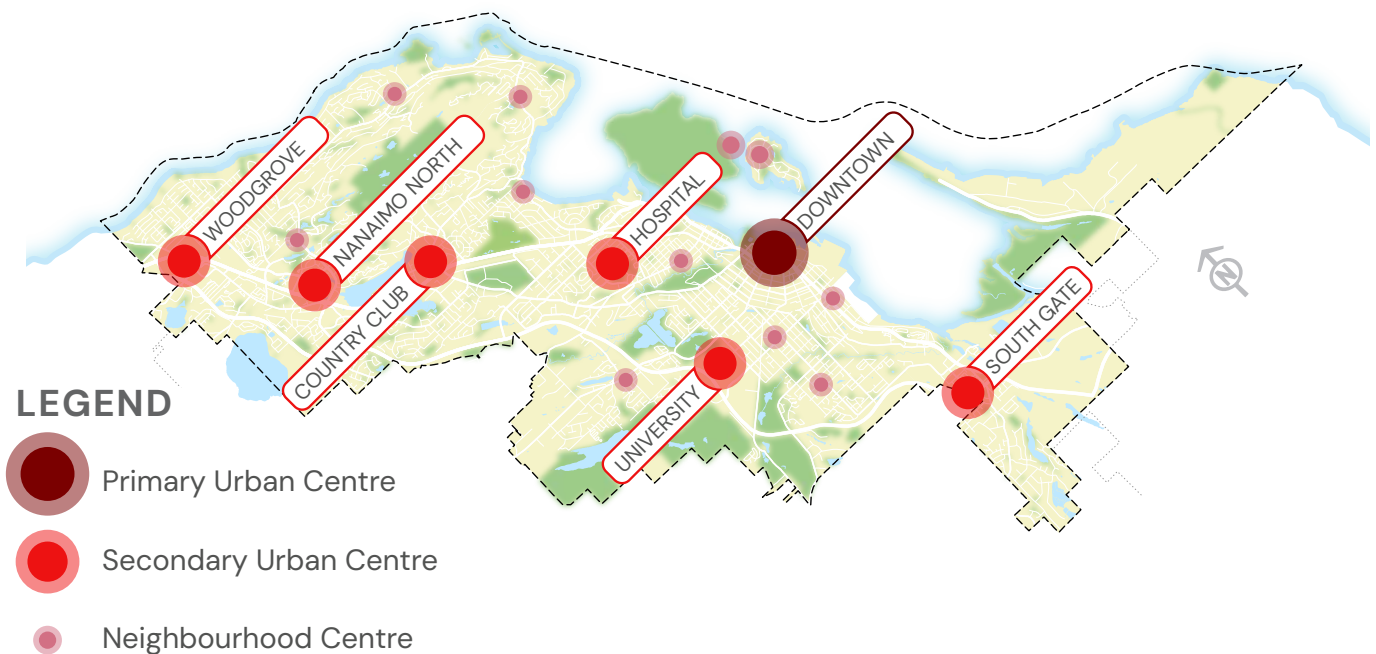 WOODGROVE
NANAIMO NORTH
HOSPITAL
DOWNTOWN
COUNTRY CLUB
UNIVERSITY
SOUTH GATE
N
LEGEND
Primary Urban Centre
Secondary Urban Centre
Neighbourhood Centre